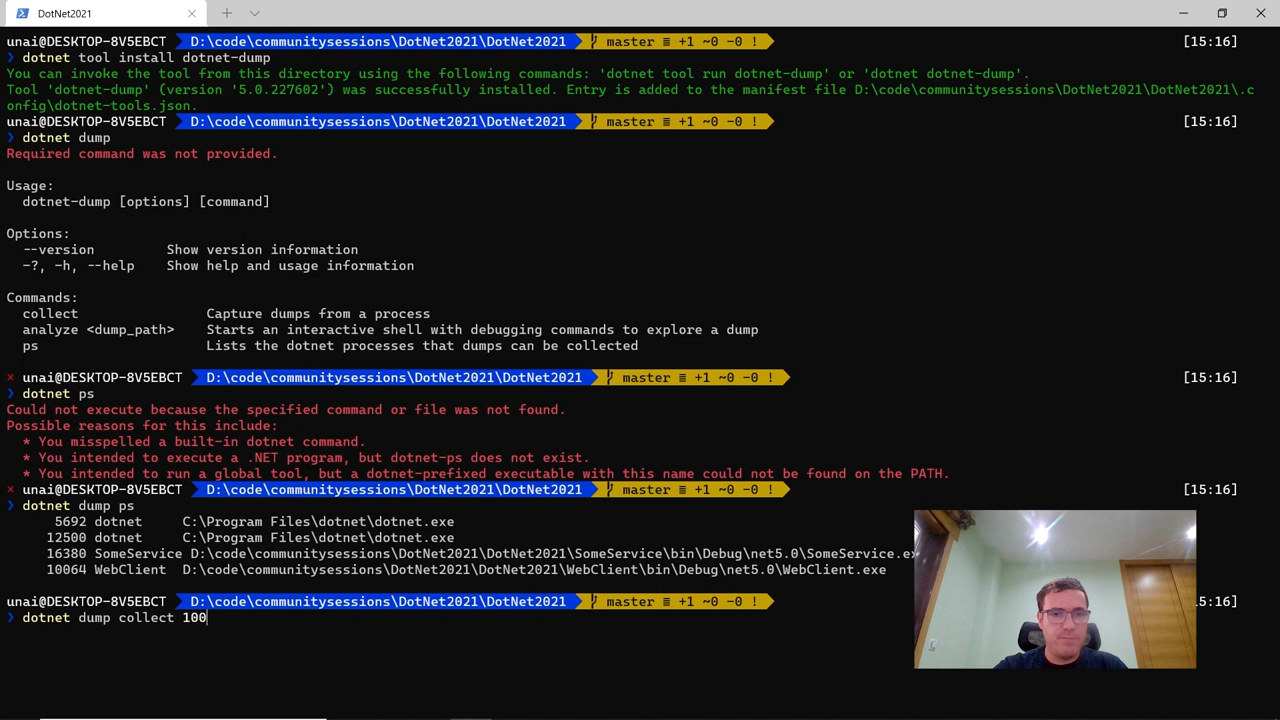 DotNet2021
unai@DESKTOP-8V5EBCT D:\code\communitysessions\DotNet2021\DotNet2021 master ≡ +1 ~0 -0 ! [15:16]
❯ dotnet tool install dotnet-dump
You can invoke the tool from this directory using the following commands: 'dotnet tool run dotnet-dump' or 'dotnet dotnet-dump'.
Tool 'dotnet-dump' (version '5.0.227602') was successfully installed. Entry is added to the manifest file D:\code\communitysessions\DotNet2021\DotNet2021\.c
onfig\dotnet-tools.json.
unai@DESKTOP-8V5EBCT D:\code\communitysessions\DotNet2021\DotNet2021 master ≡ +1 ~0 -0 ! [15:16]
❯ dotnet dump
Required command was not provided.
Usage:
dotnet-dump [options] [command]
Options:
--version Show version information
-?, -h, --help Show help and usage information
Commands:
collect Capture dumps from a process
analyze <dump_path> Starts an interactive shell with debugging commands to explore a dump
ps Lists the dotnet processes that dumps can be collected
× unai@DESKTOP-8V5EBCT D:\code\communitysessions\DotNet2021\DotNet2021 master ≡ +1 ~0 -0 ! [15:16]
❯ dotnet ps
Could not execute because the specified command or file was not found.
Possible reasons for this include:
* You misspelled a built-in dotnet command.
* You intended to execute a .NET program, but dotnet-ps does not exist.
* You intended to run a global tool, but a dotnet-prefixed executable with this name could not be found on the PATH.
× unai@DESKTOP-8V5EBCT D:\code\communitysessions\DotNet2021\DotNet2021 master ≡ +1 ~0 -0 ! [15:16]
❯ dotnet dump ps
5692 dotnet C:\Program Files\dotnet\dotnet.exe
12500 dotnet C:\Program Files\dotnet\dotnet.exe
16380 SomeService D:\code\communitysessions\DotNet2021\DotNet2021\SomeService\bin\Debug\net5.0\SomeService.ex
10064 WebClient D:\code\communitysessions\DotNet2021\DotNet2021\WebClient\bin\Debug\net5.0\WebClient.exe
unai@DESKTOP-8V5EBCT D:\code\communitysessions\DotNet2021\DotNet2021 master ≡ +1 ~0 -0 ! 5:16]
❯ dotnet dump collect 100